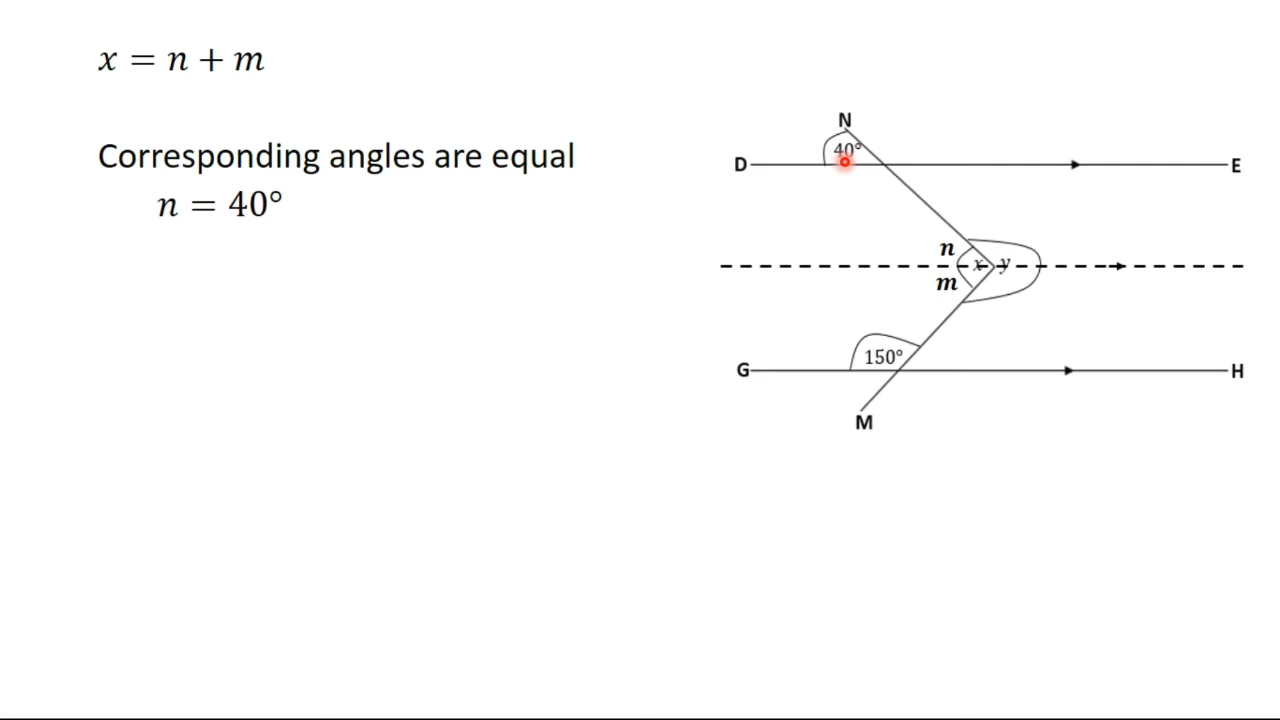 x = n + m
Corresponding angles are equal
n = 40°
N
40°
D
E
n
x
y
m
150°
G
H
M